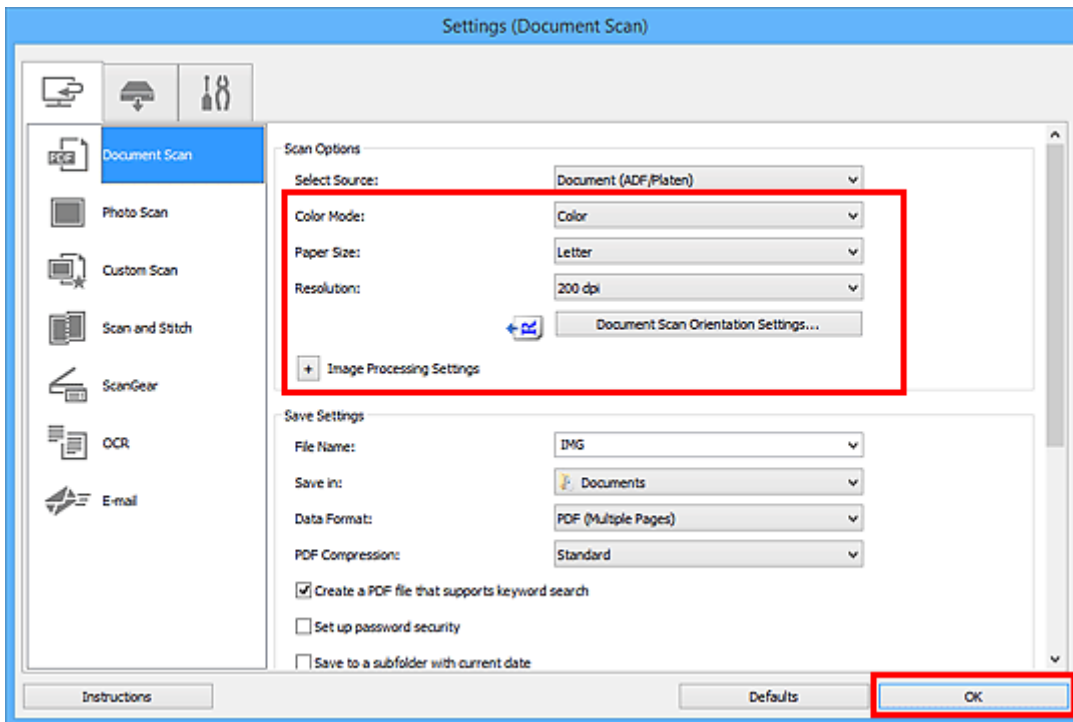 Settings (Document Scan)
Document Scan
Photo Scan
Custom Scan
Scan and Stitch
ScanGear
OCR
E-mail
Scan Options
Select Source: Document (ADF/Platen)
Color Mode: Color
Paper Size: Letter
Resolution: 200 dpi
Document Scan Orientation Settings...
+ Image Processing Settings
Save Settings
File Name: IMG
Save in: Documents
Data Format: PDF (Multiple Pages)
PDF Compression: Standard
Create a PDF file that supports keyword search
Set up password security
Save to a subfolder with current date
Instructions
Defaults
OK